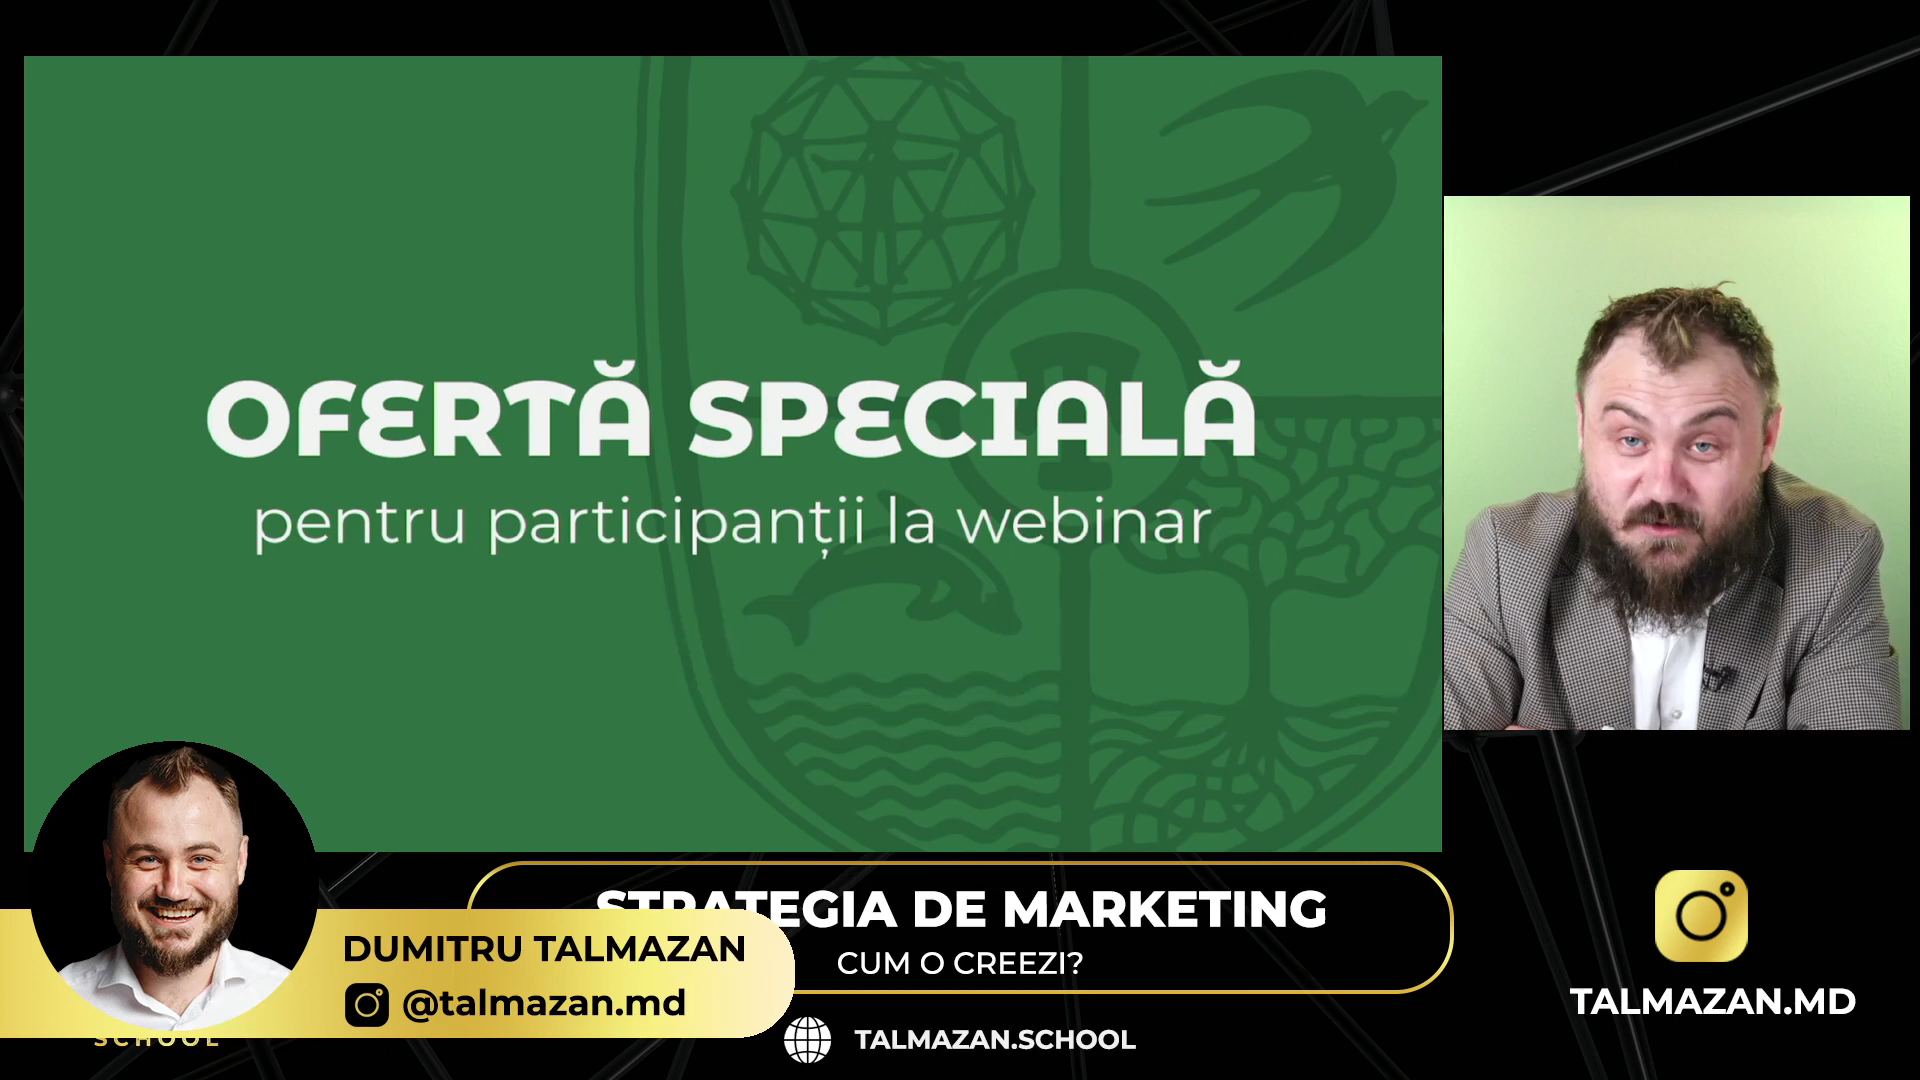 OFERTĂ SPECIALĂ
pentru participanții la webinar
STRATEGIA DE MARKETING
CUM O CREEZI?
DUMITRU TALMAZAN
@talmazan.md
SCHOOL
TALMAZAN.SCHOOL
TALMAZAN.MD